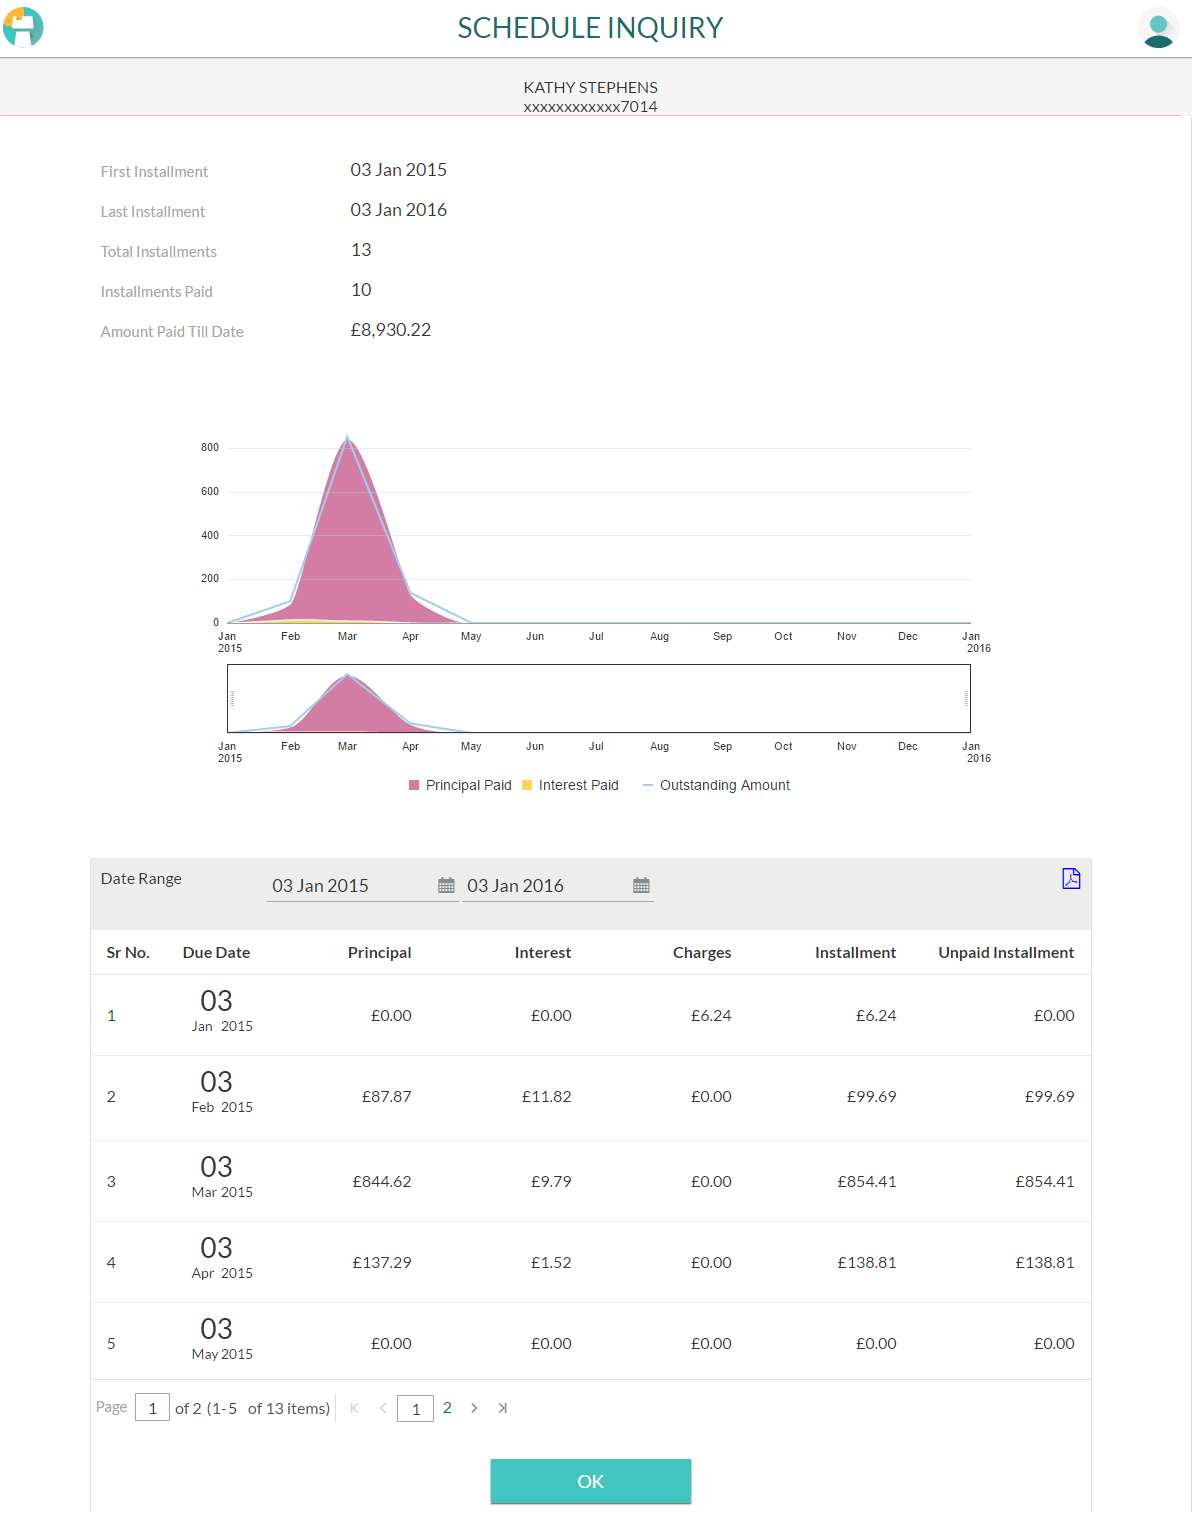 SCHEDULE INQUIRY
KATHY STEPHENS
xxxxxxxxxxxx7014
First Installment 03 Jan 2015
Last Installment 03 Jan 2016
Total Installments 13
Installments Paid 10
Amount Paid Till Date £8,930.22
800
600
400
200
0
Jan Feb Mar Apr May Jun Jul Aug Sep Oct Nov Dec Jan
2015 2016
Jan Feb Mar Apr May Jun Jul Aug Sep Oct Nov Dec Jan
2015 2016
Principal Paid Interest Paid Outstanding Amount
Date Range 03 Jan 2015 03 Jan 2016
Sr No. Due Date Principal Interest Charges Installment Unpaid Installment
03
1 £0.00 £0.00 £6.24 £6.24 £0.00
Jan 2015
03
2 £87.87 £11.82 £0.00 £99.69 £99.69
Feb 2015
03
3 £844.62 £9.79 £0.00 £854.41 £854.41
Mar 2015
03
4 £137.29 £1.52 £0.00 £138.81 £138.81
Apr 2015
03
5 £0.00 £0.00 £0.00 £0.00 £0.00
May 2015
Page 1 of 2 (1-5 of 13 items) 1 2
OK